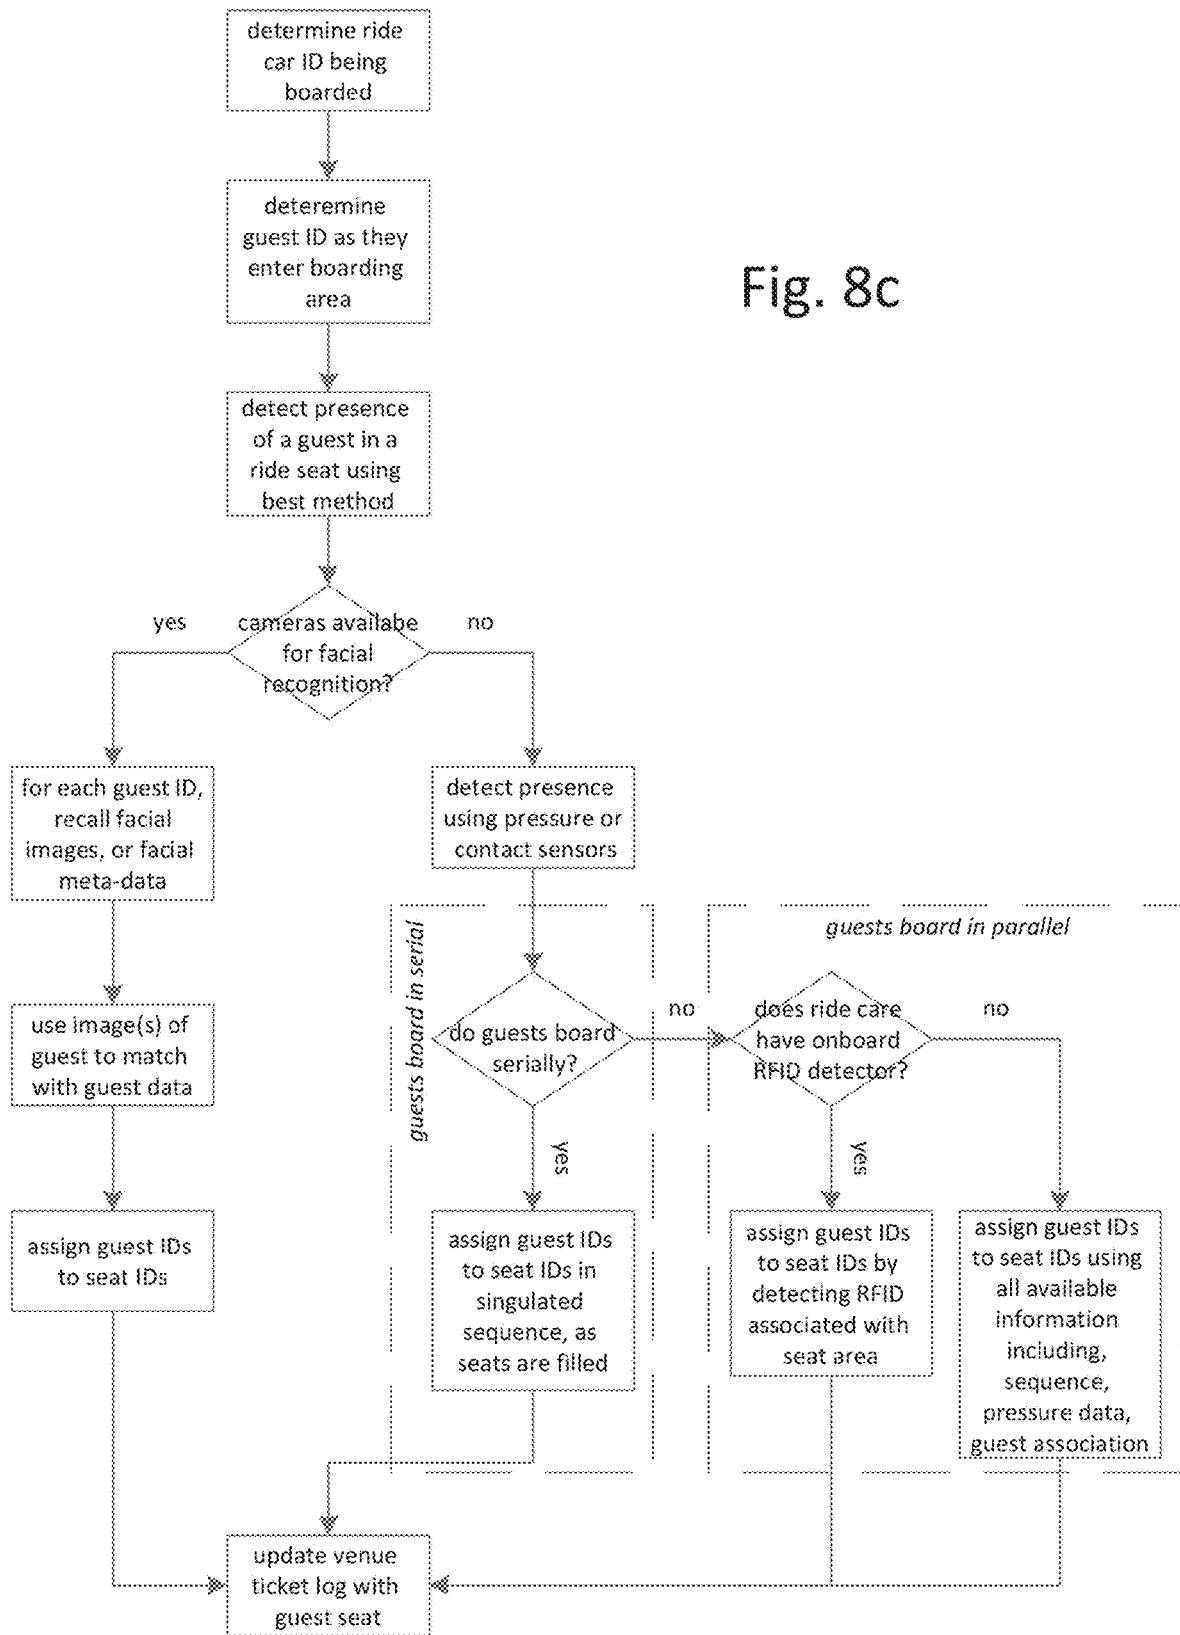 determine ride
car ID being
boarded
deteremine
guest ID as they
enter boarding
area
Fig. 8c
detect presence
of a guest in a
ride seat using
best method
yes
cameras availabe
for facial
recognition?
no
for each guest ID,
recall facial
images, or facial
meta-data
detect presence
using pressure or
contact sensors
guests board in serial
guests board in parallel
use image(s) of
guest to match
with guest data
do guests board
serially?
no
does ride care
have onboard
RFID detector?
no
yes
yes
assign guest IDs
to seat IDs
assign guest IDs
to seat IDs in
singulated
sequence, as
seats are filled
assign guest IDs
to seat IDs by
detecting RFID
associated with
seat area
assign guest IDs
to seat IDs using
all available
information
including,
sequence,
pressure data,
guest association
update venue
ticket log with
guest seat